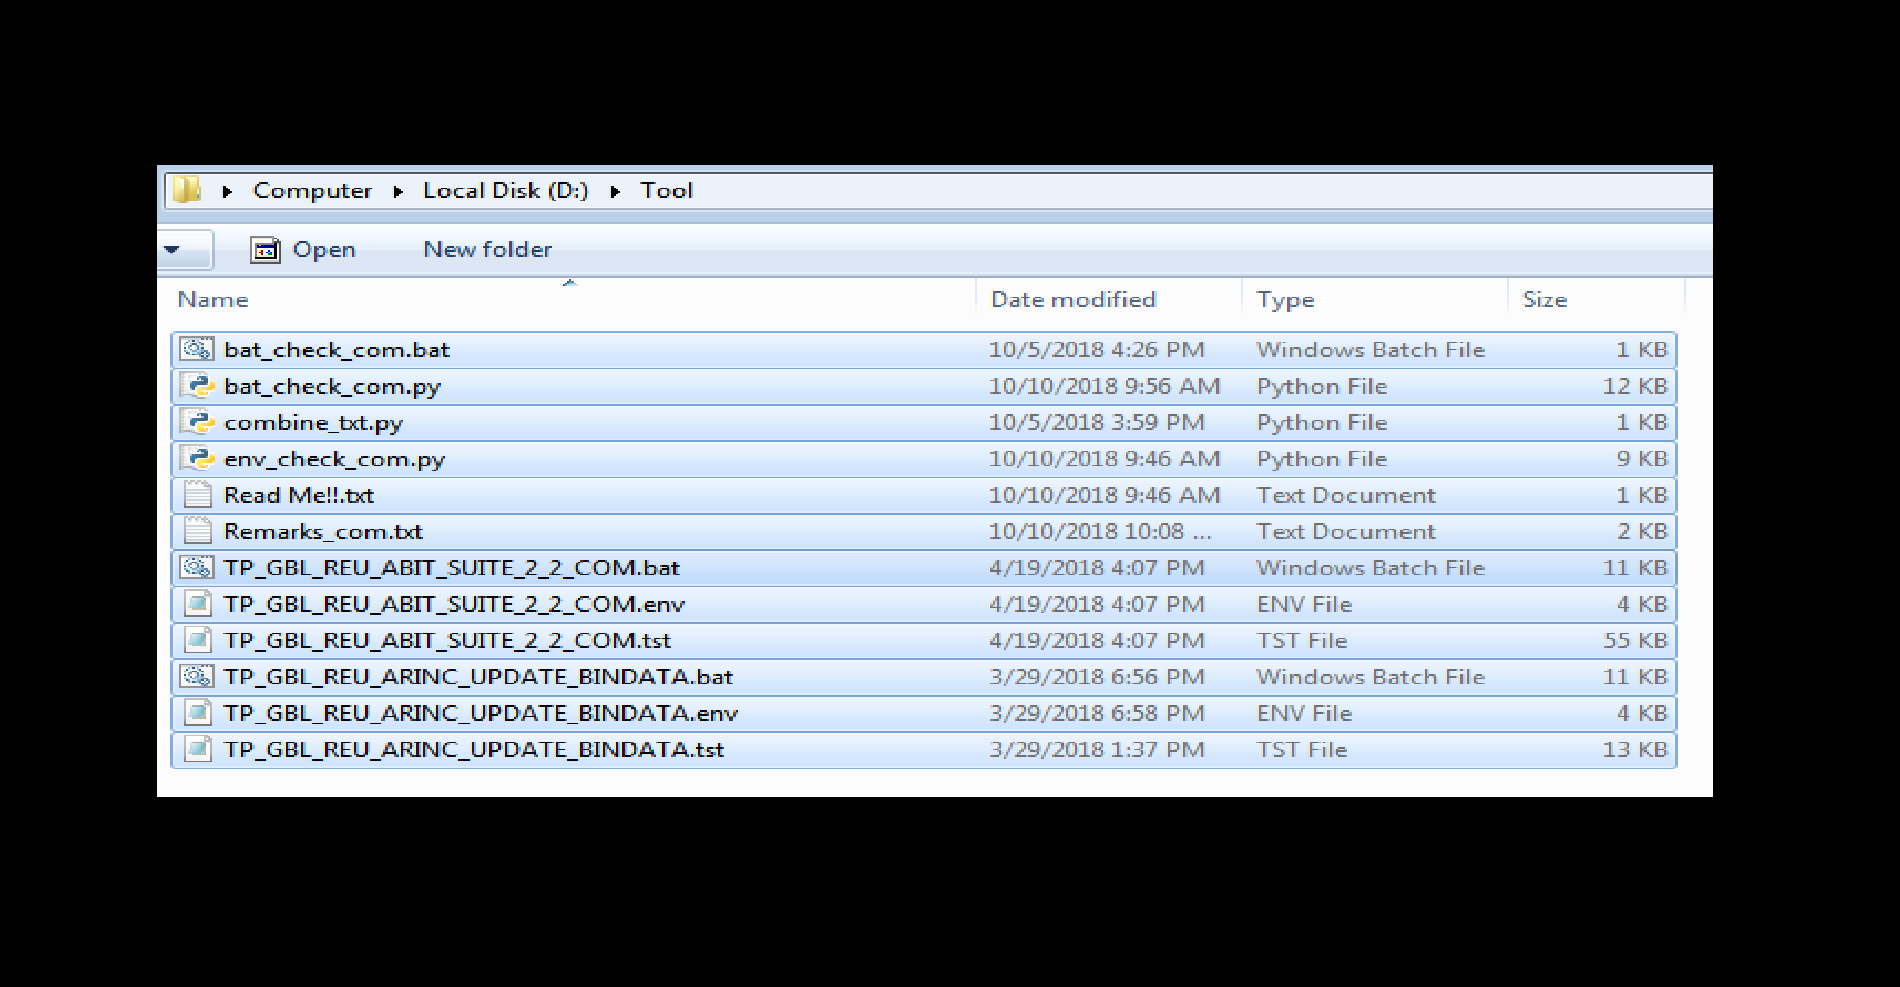 Computer Local Disk (D:) Tool
Open New folder
Name Date modified Type Size
bat_check_com.bat 10/5/2018 4:26 PM Windows Batch File 1 KB
bat_check_com.py 10/10/2018 9:56 AM Python File 12 KB
combine_txt.py 10/5/2018 3:59 PM Python File 1 KB
env_check_com.py 10/10/2018 9:46 AM Python File 9 KB
Read Me!!.txt 10/10/2018 9:46 AM Text Document 1 KB
Remarks_com.txt 10/10/2018 10:08 ... Text Document 2 KB
TP_GBL_REU_ABIT_SUITE_2_2_COM.bat 4/19/2018 4:07 PM Windows Batch File 11 KB
TP_GBL_REU_ABIT_SUITE_2_2_COM.env 4/19/2018 4:07 PM ENV File 4 KB
TP_GBL_REU_ABIT_SUITE_2_2_COM.tst 4/19/2018 4:07 PM TST File 55 KB
TP_GBL_REU_ARINC_UPDATE_BINDATA.bat 3/29/2018 6:56 PM Windows Batch File 11 KB
TP_GBL_REU_ARINC_UPDATE_BINDATA.env 3/29/2018 6:58 PM ENV File 4 KB
TP_GBL_REU_ARINC_UPDATE_BINDATA.tst 3/29/2018 1:37 PM TST File 13 KB